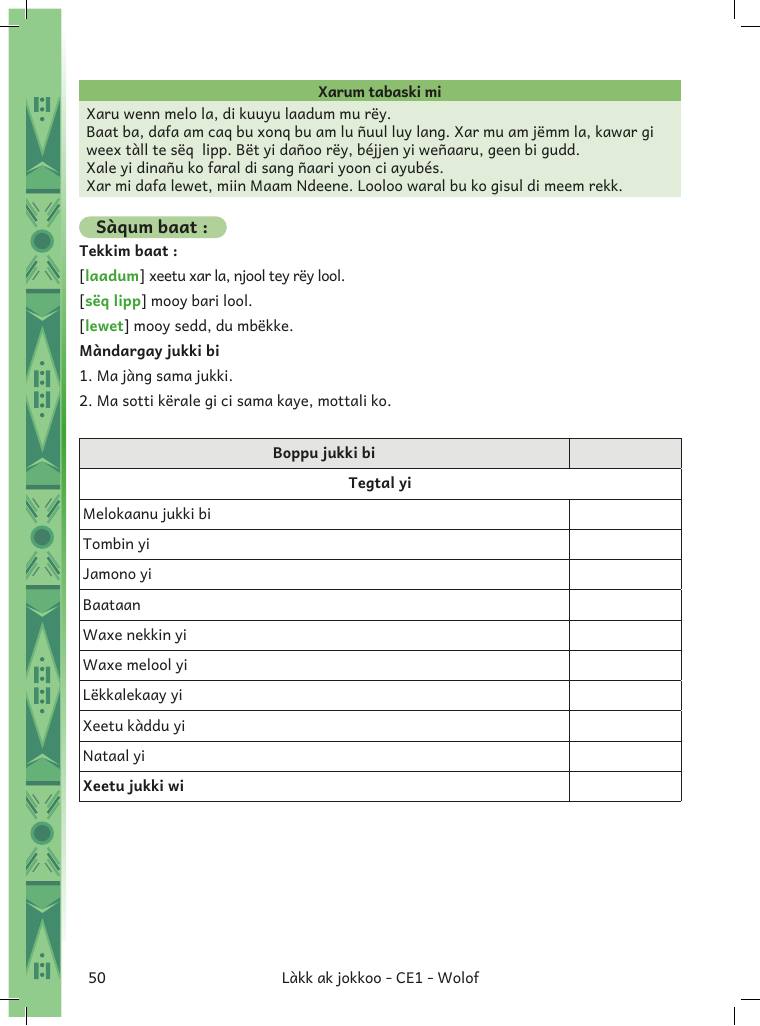 Xarum tabaski mi
Xaru wenn melo la, di kuuyu laadum mu rëy.
Baat ba, dafa am caq bu xonq bu am lu ñuul luy lang. Xar mu am jëmm la, kawar gi
weex tàll te sëq lipp. Bët yi dañoo rëy, béjjen yi weñaaru, geen bi gudd.
Xale yi dinañu ko faral di sang ñaari yoon ci ayubés.
Xar mi dafa lewet, miin Maam Ndeene. Looloo waral bu ko gisul di meem rekk.
Sàqum baat :
Tekkim baat :
[laadum] xeetu xar la, njool tey rëy lool.
[sëq lipp] mooy bari lool.
[lewet] mooy sedd, du mbëkke.
Màndargay jukki bi
1. Ma jàng sama jukki.
2. Ma sotti kërale gi ci sama kaye, mottali ko.
Boppu jukki bi
Tegtal yi
Melokaanu jukki bi
Tombin yi
Jamono yi
Baataan
Waxe nekkin yi
Waxe melool yi
Lëkkalekaay yi
Xeetu kàddu yi
Nataal yi
Xeetu jukki wi
50
Làkk ak jokkoo - CE1 - Wolof